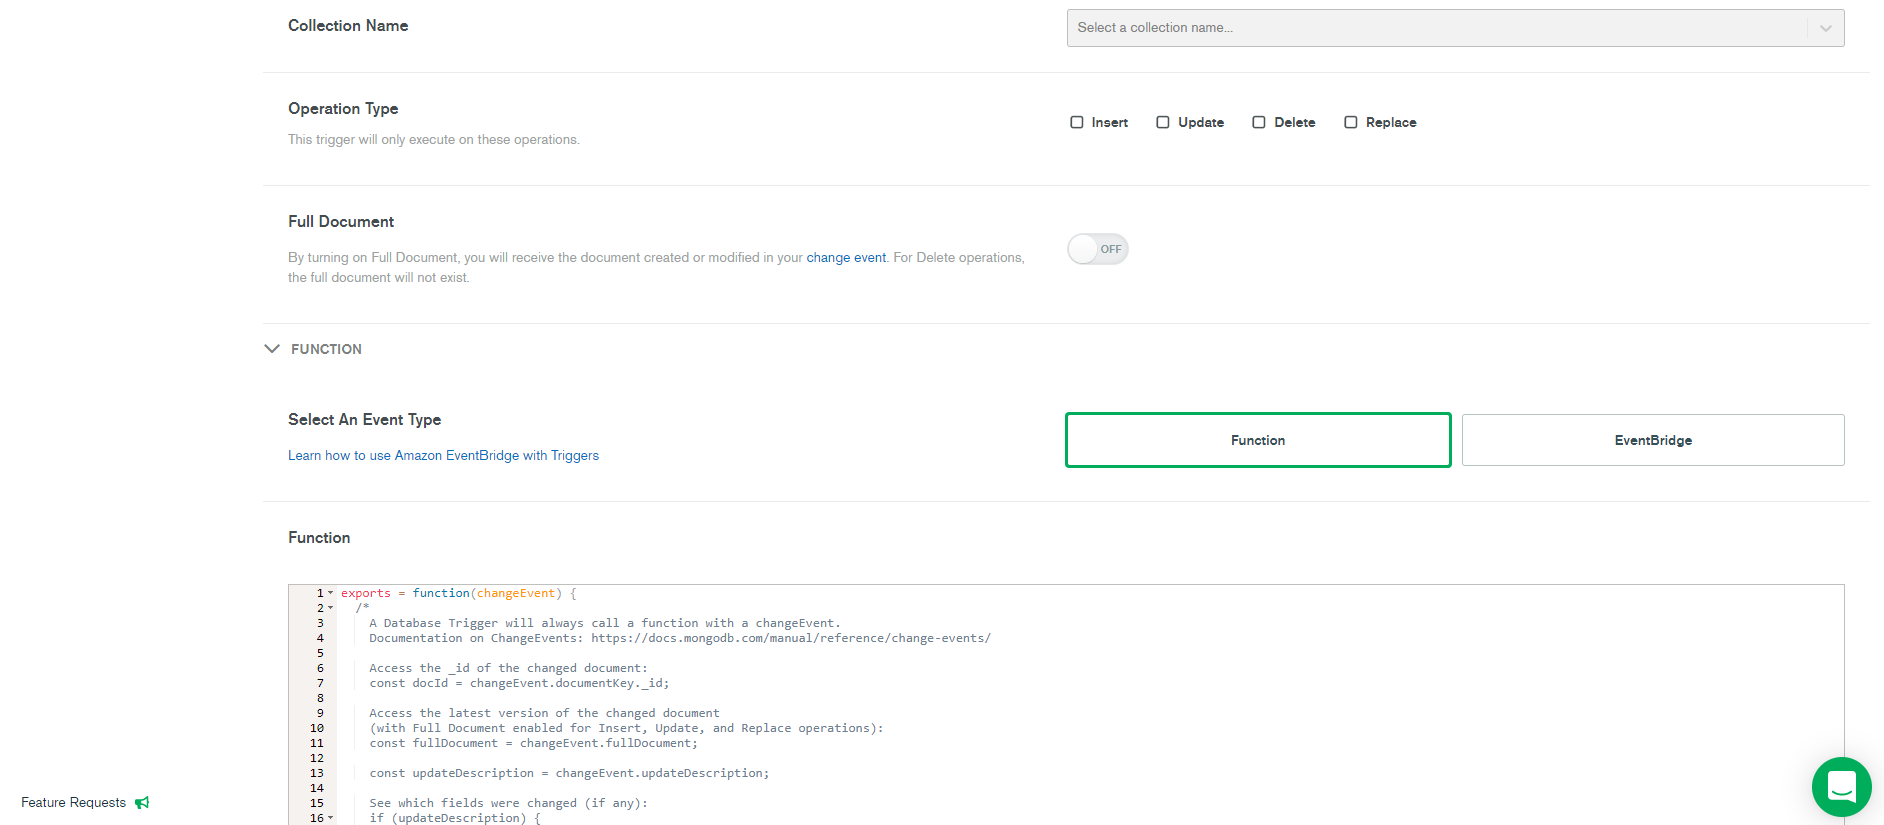 Collection Name
Select a collection name...
Operation Type
This trigger will only execute on these operations.
Insert Update Delete Replace
Full Document
By turning on Full Document, you will receive the document created or modified in your change event. For Delete operations,
the full document will not exist.
OFF
FUNCTION
Select An Event Type
Learn how to use Amazon EventBridge with Triggers
Function
EventBridge
Function
1 exports = function(changeEvent) {
2 /*
3 A Database Trigger will always call a function with a changeEvent.
4 Documentation on ChangeEvents: https://docs.mongodb.com/manual/reference/change-events/
5
6 Access the _id of the changed document:
7 const docId = changeEvent.documentKey._id;
8
9 Access the latest version of the changed document
10 (with Full Document enabled for Insert, Update, and Replace operations):
11 const fullDocument = changeEvent.fullDocument;
12
13 const updateDescription = changeEvent.updateDescription;
14
15 See which fields were changed (if any):
16 if (updateDescription) {
Feature Requests